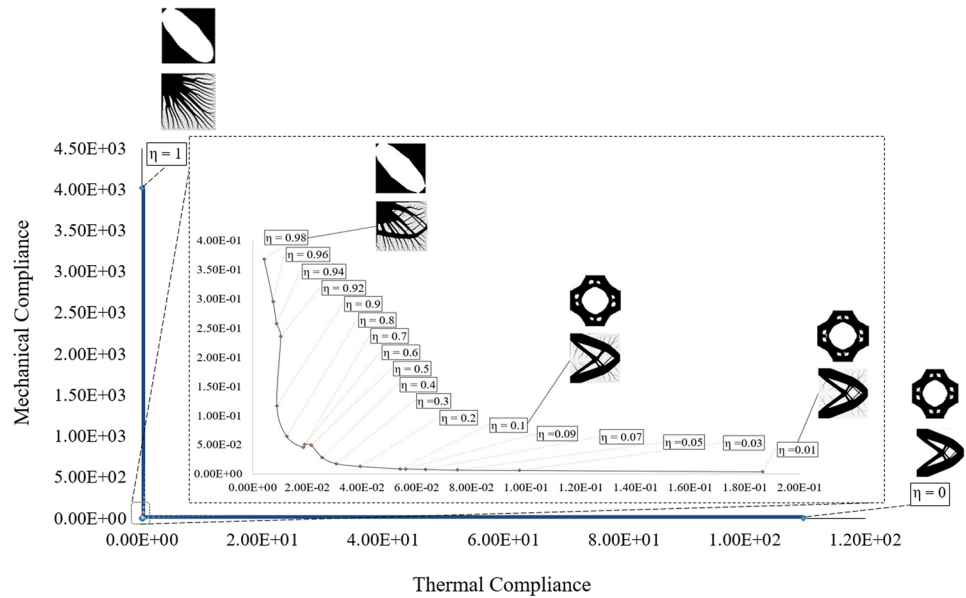 4.50E+03
4.00E+03
3.50E+03
3.00E+03
2.50E+03
2.00E+03
1.50E+03
1.00E+03
5.00E+02
0.00E+00
Mechanical Compliance
η = 1
4.00E-01
3.50E-01
3.00E-01
2.50E-01
2.00E-01
1.50E-01
1.00E-01
5.00E-02
0.00E+00
η = 0.98
η = 0.96
η = 0.94
η = 0.92
η = 0.9
η = 0.8
η = 0.7
η = 0.6
η = 0.5
η = 0.4
η =0.3
η = 0.2
η = 0.1
η =0.09
η = 0.07
η =0.05
η =0.03
η =0.01
0.00E+00 2.00E-02 4.00E-02 6.00E-02 8.00E-02 1.00E-01 1.20E-01 1.40E-01 1.60E-01 1.80E-01 2.00E-01
η = 0
0.00E+00 2.00E+01 4.00E+01 6.00E+01 8.00E+01 1.00E+02 1.20E+02
Thermal Compliance